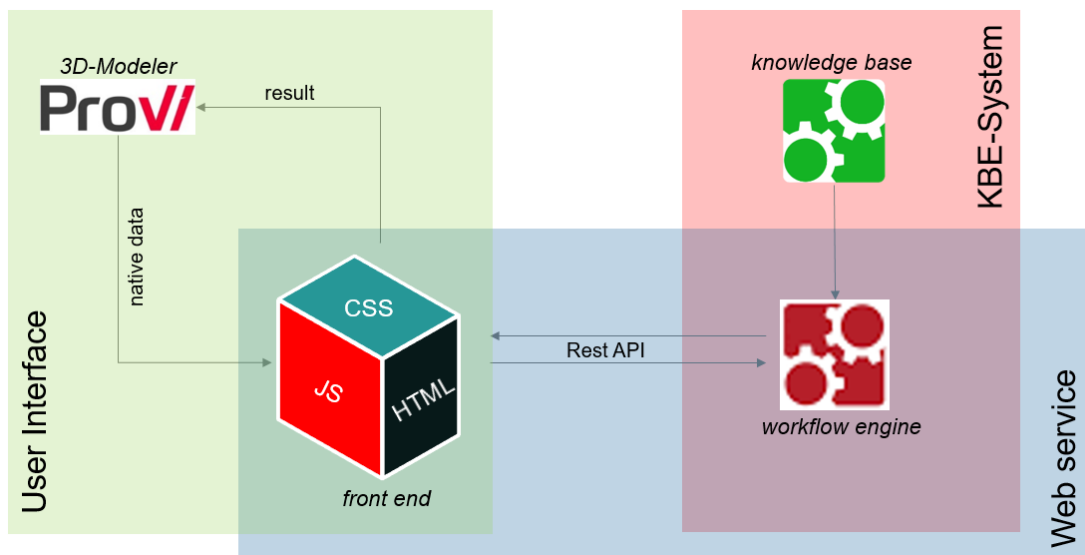 3D-Modeler
ProVi
result
native data
User Interface
CSS
JS
HTML
front end
Rest API
knowledge base
KBE-System
workflow engine
Web service